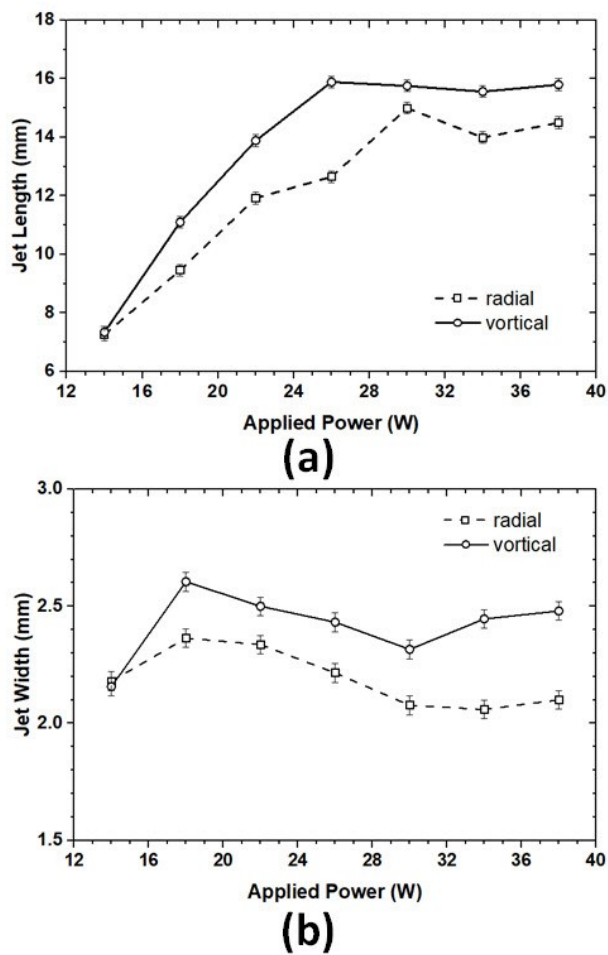 18
16
14
12
10
8
6
Jet Length (mm)
radial
vortical
12 16 20 24 28 32 36 40
Applied Power (W)
(a)
3.0
2.5
2.0
1.5
Jet Width (mm)
radial
vortical
12 16 20 24 28 32 36 40
Applied Power (W)
(b)